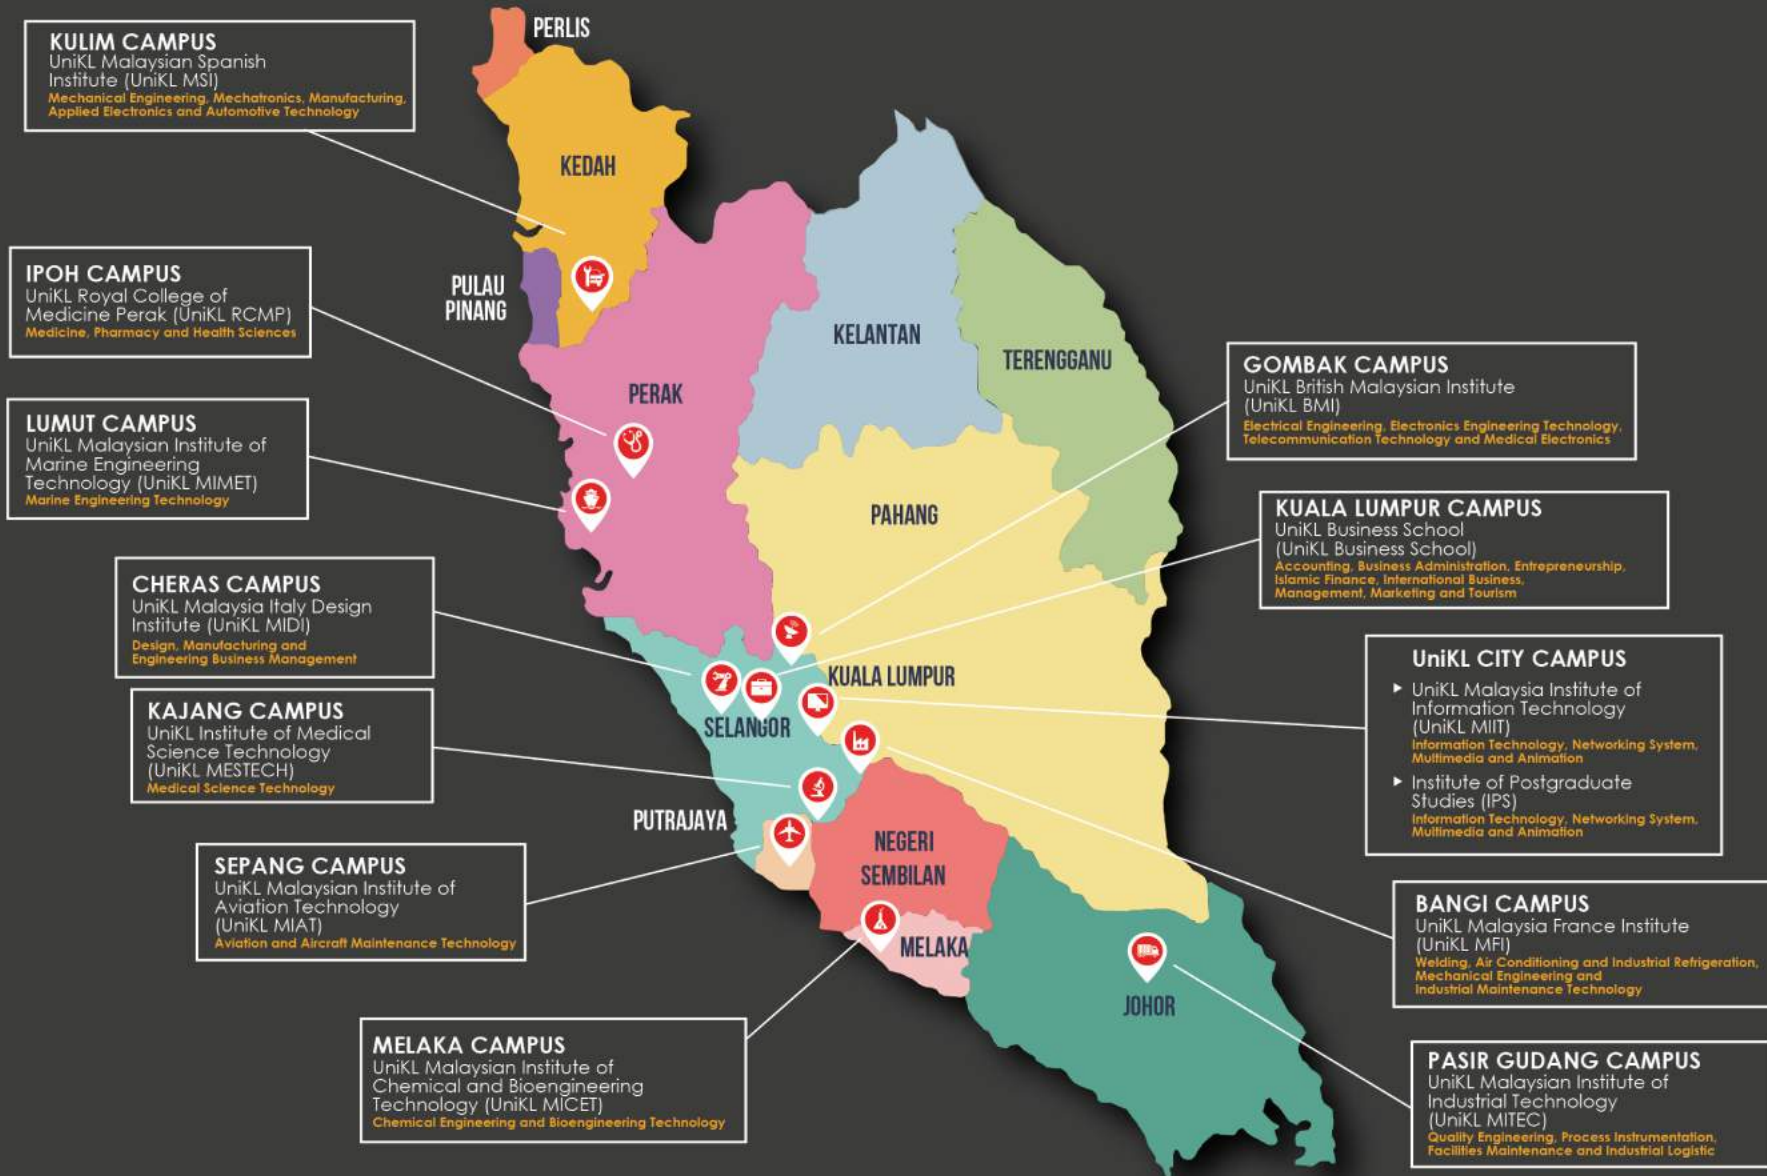 KULIM CAMPUS
UniKL Malaysian Spanish
Institute (UniKL MSI)
Mechanical Engineering, Mechatronics, Manufacturing,
Applied Electronics and Automotive Technology
IPOH CAMPUS
UniKL Royal College of
Medicine Perak (UniKL RCMP)
Medicine, Pharmacy and Health Sciences
LUMUT CAMPUS
UniKL Malaysian Institute of
Marine Engineering
Technology (UniKL MIMET)
Marine Engineering Technology
CHERAS CAMPUS
UniKL Malaysia Italy Design
Institute (UniKL MIDI)
Design, Manufacturing and
Engineering Business Management
KAJANG CAMPUS
UniKL Institute of Medical
Science Technology
(UniKL MESTECH)
Medical Science Technology
SEPANG CAMPUS
UniKL Malaysian Institute of
Aviation Technology
(UniKL MIAT)
Aviation and Aircraft Maintenance Technology
MELAKA CAMPUS
UniKL Malaysian Institute of
Chemical and Bioengineering
Technology (UniKL MICET)
Chemical Engineering and Bioengineering Technology
PERLIS
KEDAH
PULAU
PINANG
PERAK
KELANTAN
TERENGGANU
PAHANG
KUALA LUMPUR
SELANGOR
PUTRAJAYA
NEGERI
SEMBILAN
MELAKA
JOHOR
GOMBAK CAMPUS
UniKL British Malaysian Institute
(UniKL BMI)
Electrical Engineering, Electronics Engineering Technology,
Telecommunication Technology and Medical Electronics
KUALA LUMPUR CAMPUS
UniKL Business School
(UniKL Business School)
Accounting, Business Administration, Entrepreneurship,
Islamic Finance, International Business,
Management, Marketing and Tourism
UniKL CITY CAMPUS
UniKL Malaysia Institute of
Information Technology
(UniKL MIIT)
Information Technology, Networking System,
Multimedia and Animation
Institute of Postgraduate
Studies (IPS)
Information Technology, Networking System,
Multimedia and Animation
BANGI CAMPUS
UniKL Malaysia France Institute
(UniKL MFI)
Welding, Air Conditioning and Industrial Refrigeration,
Mechanical Engineering and
Industrial Maintenance Technology
PASIR GUDANG CAMPUS
UniKL Malaysian Institute of
Industrial Technology
(UniKL MITEC)
Quality Engineering, Process Instrumentation,
Facilities Maintenance and Industrial Logistic